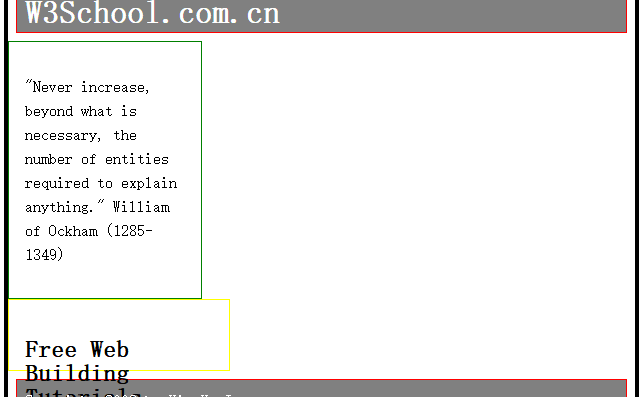 W3School.com.cn
"Never increase,
beyond what is
necessary, the
number of entities
required to explain
anything." William
of Ockham (1285-
1349)
Free Web
Building